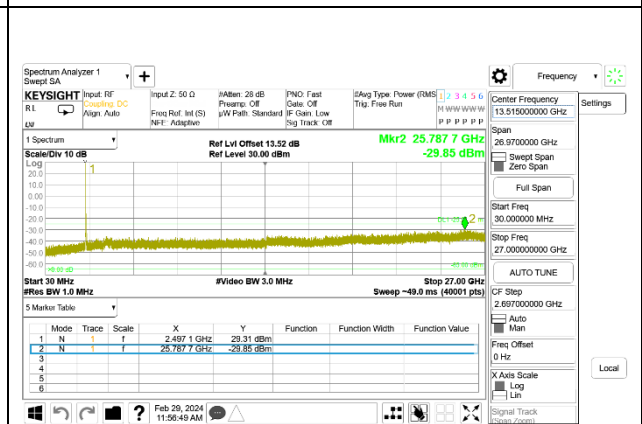 Spectrum Analyzer 1
Swept SA
+
Frequency
KEYSIGHT
Input: RF
Coupling: DC
Align: Auto
Input Z: 50 Ω
Freq Ref: Int (S)
NFE: Adaptive
#Atten: 28 dB
Preamp: Off
µW Path: Standard
PNO: Fast
Gate: Off
IF Gain: Low
Sig Track: Off
#Avg Type: Power (RMS
Trig: Free Run
1 2 3 4 5 6
M W W W W W
P P P P P P
RL
Center Frequency
13.515000000 GHz
Settings
Span
26.9700000 GHz
Swept Span
Zero Span
Full Span
Start Freq
30.000000 MHz
Stop Freq
27.00000000 GHz
AUTO TUNE
CF Step
2.697000000 GHz
Auto
Man
Freq Offset
0 Hz
X Axis Scale
Log
Lin
Signal Track
(Span Zoom)
Local
1 Spectrum
Scale/Div 10 dB
Ref Lvl Offset 13.52 dB
Ref Level 30.00 dBm
Mkr2 25.787 7 GHz
-29.85 dBm
Log
20.0
10.0
0.00
-10.0
-20.0
-30.0
-40.0
-50.0
-60.0
1
2
Start 30 MHz
#Res BW 1.0 MHz
#Video BW 3.0 MHz
Stop 27.00 GHz
Sweep ~49.0 ms (40001 pts)
5 Marker Table
Mode Trace Scale X Y Function Function Width Function Value
1 N 1 f 2.497 1 GHz 29.31 dBm
2 N 1 f 25.787 7 GHz -29.85 dBm
3
4
5
6
?
Feb 29, 2024
11:56:49 AM